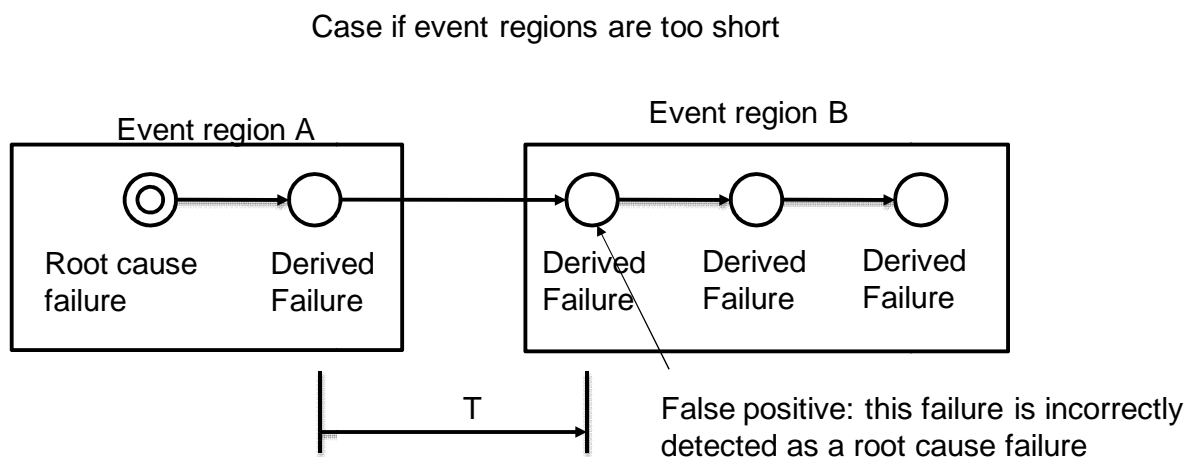 Case if event regions are too short
Event region A
Event region B
Root cause
failure
Derived
Failure
Derived
Failure
Derived
Failure
Derived
Failure
T
False positive: this failure is incorrectly
detected as a root cause failure